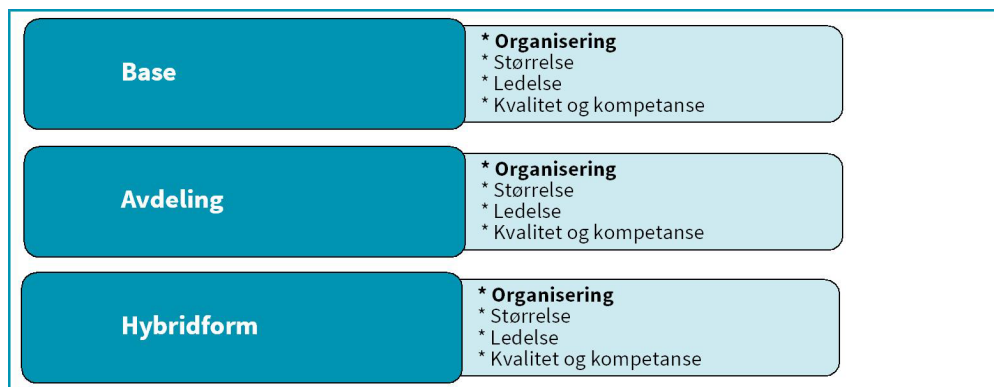 Base
* Organisering
* Størrelse
* Ledelse
* Kvalitet og kompetanse
Avdeling
* Organisering
* Størrelse
* Ledelse
* Kvalitet og kompetanse
Hybridform
* Organisering
* Størrelse
* Ledelse
* Kvalitet og kompetanse